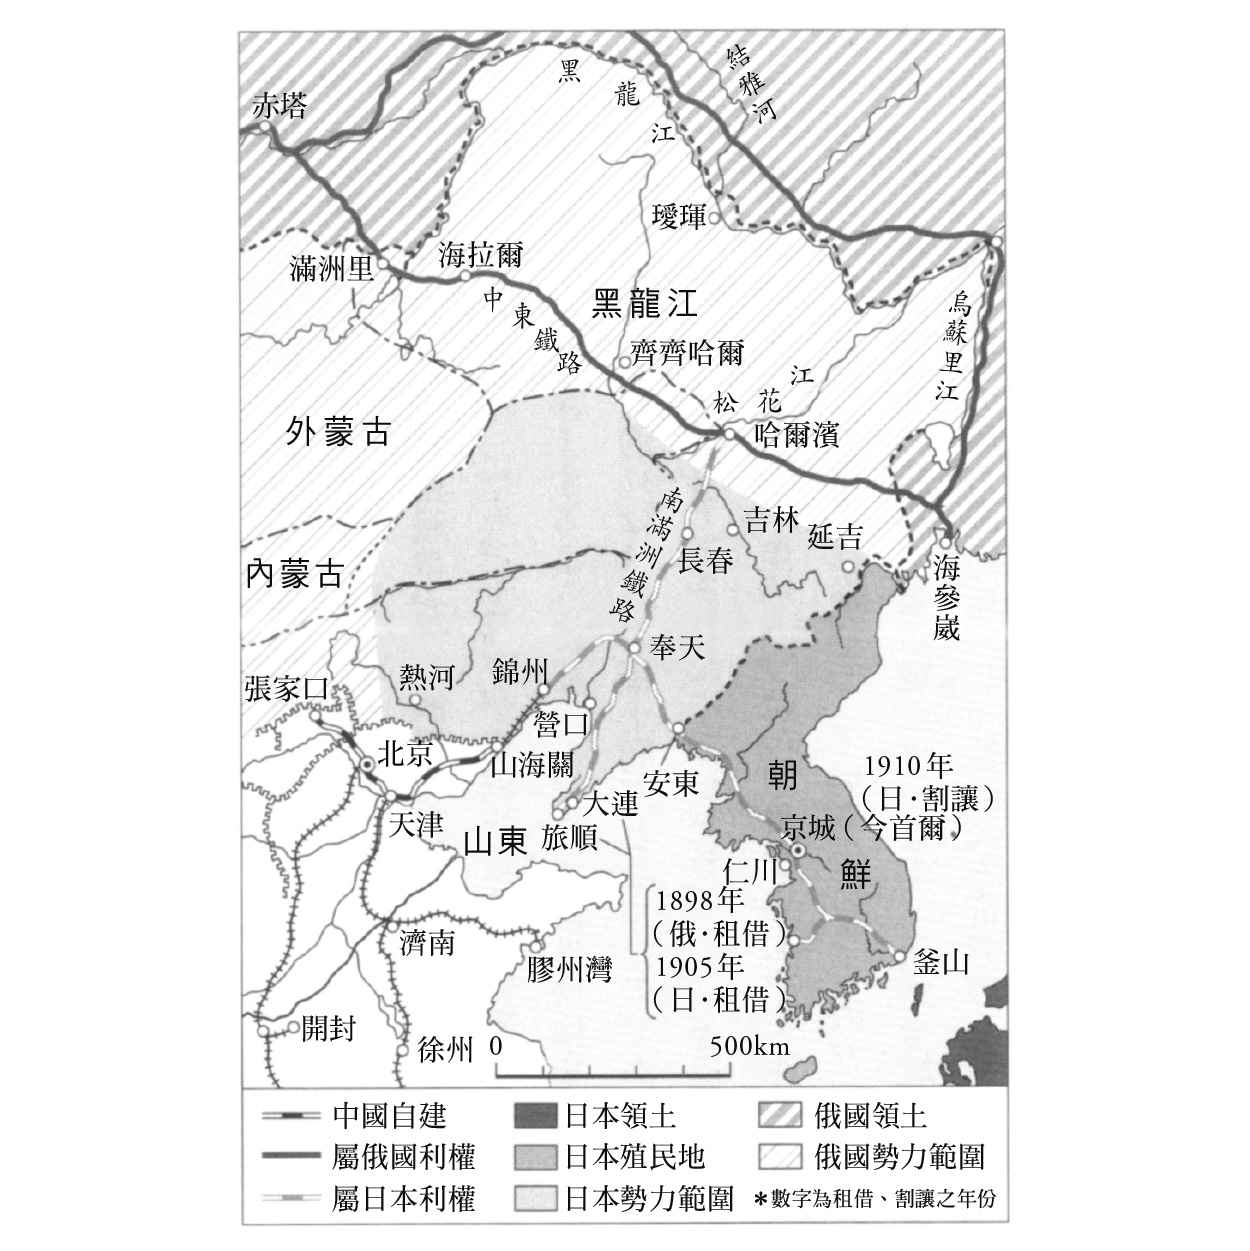 結雅河
黑龍江
赤塔
璦琿
滿洲里
海拉爾
中東鐵路
黑龍江
烏蘇里江
齊齊哈爾
松花江
外蒙古
哈爾濱
南滿洲鐵路
吉林
延吉
長春
海參崴
內蒙古
奉天
錦州
熱河
張家口
營口
北京
山海關
安東
朝鮮
1910年
(日·割讓)
大連
天津
山東
旅順
京城(今首爾)
仁川
1898年
(俄·租借)
1905年
(日·租借)
濟南
膠州灣
釜山
開封
徐州
0
500km
中國自建
日本領土
俄國領土
屬俄國利權
日本殖民地
俄國勢力範圍
屬日本利權
日本勢力範圍
*數字為租借、割讓之年份